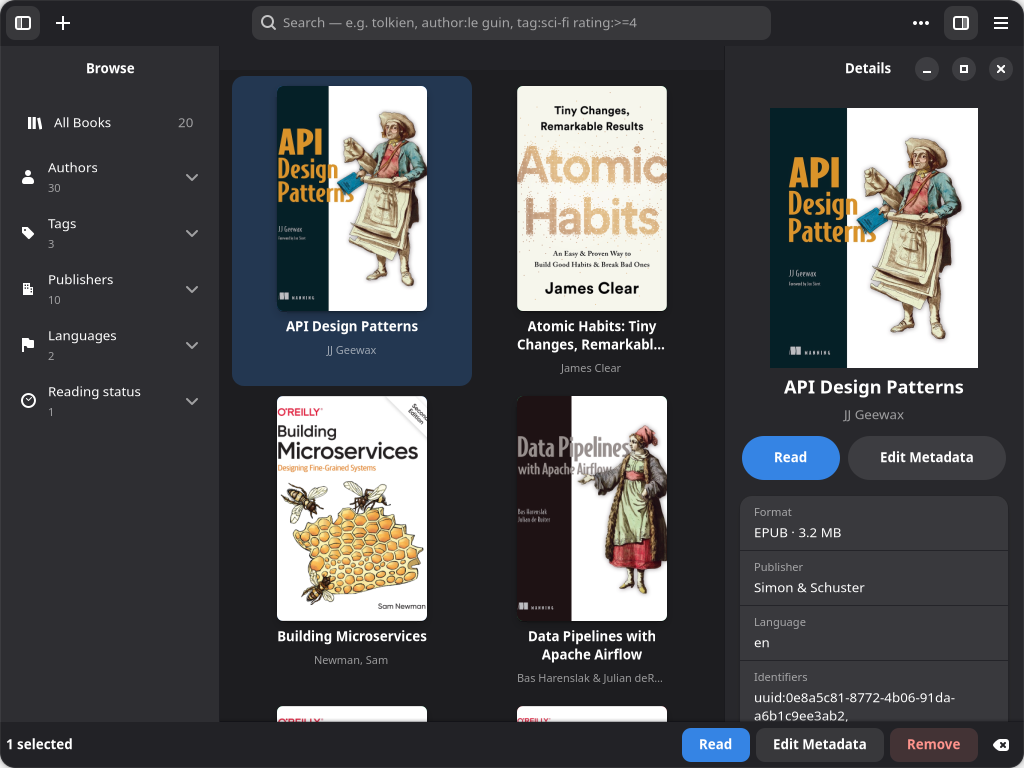 Search — e.g. tolkien, author:le guin, tag:sci-fi rating:>=4
Browse
All Books 20
Authors
30
Tags
3
Publishers
10
Languages
2
Reading status
1
API
Design
Patterns
JJ Geewax
MANNING
API Design Patterns
JJ Geewax
Tiny Changes,
Remarkable Results
Atomic
Habits
An Easy & Proven Way to
Build Good Habits & Break Bad Ones
James Clear
Atomic Habits: Tiny
Changes, Remarkabl...
James Clear
O'REILLY®
Second
Edition
Building
Microservices
Designing Fine-Grained Systems
Sam Newman
Building Microservices
Newman, Sam
Data Pipelines
with Apache Airflow
Bas Harenslak
Julian de Ruiter
MANNING
Data Pipelines with
Apache Airflow
Bas Harenslak & Julian deR...
Details
API
Design
Patterns
JJ Geewax
MANNING
API Design Patterns
JJ Geewax
Read
Edit Metadata
Format
EPUB · 3.2 MB
Publisher
Simon & Schuster
Language
en
Identifiers
uuid:0e8a5c81-8772-4b06-91da-
a6b1c9ee3ab2,
1 selected
Read
Edit Metadata
Remove